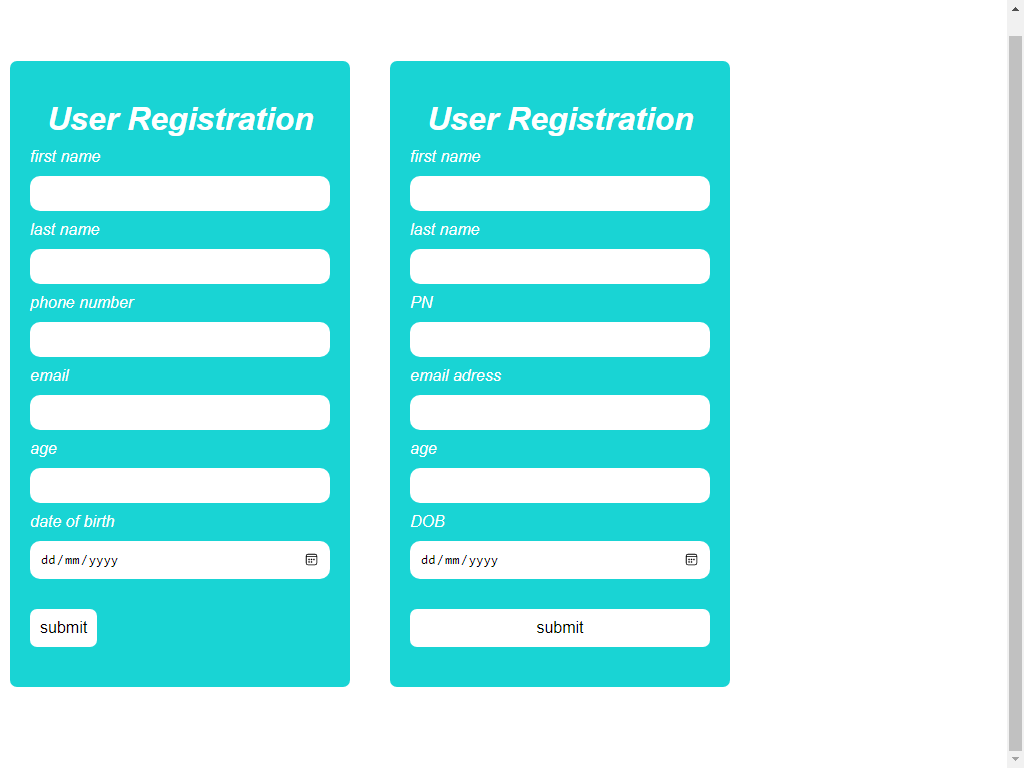 User Registration
first name
last name
phone number
email
age
date of birth
dd/mm/yyyy
submit
User Registration
first name
last name
PN
email adress
age
DOB
dd/mm/yyyy
submit